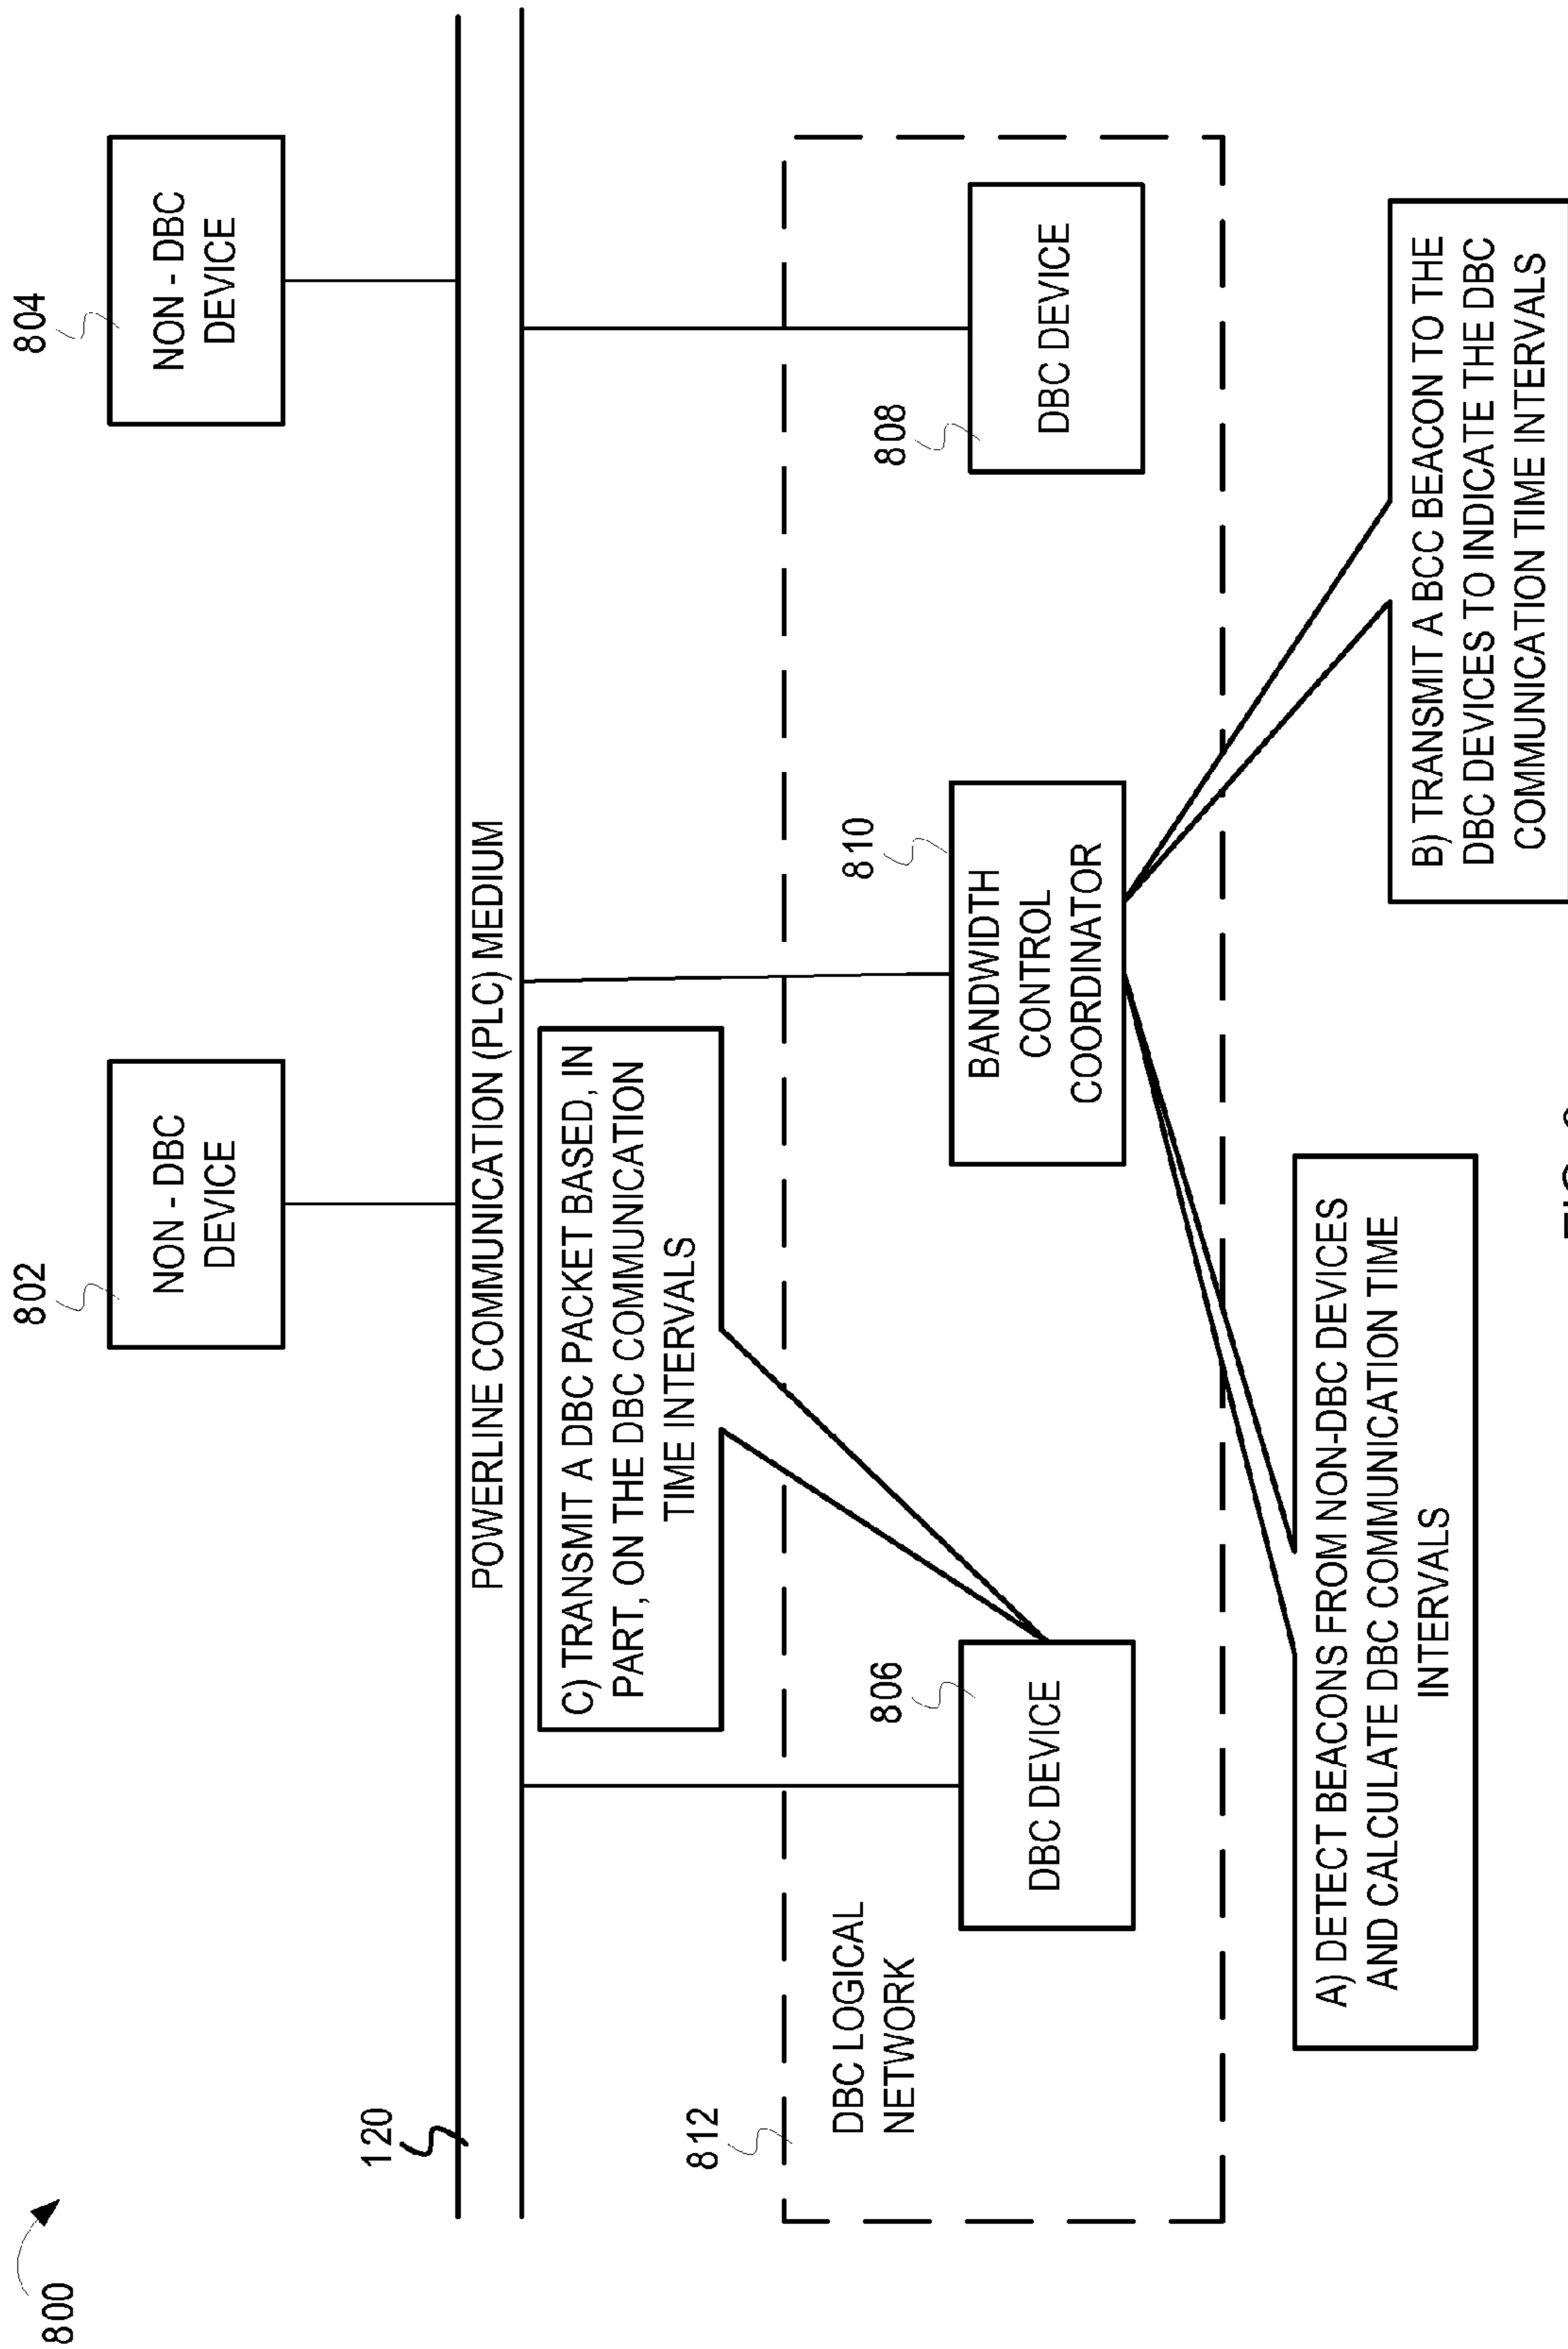 800
802
NON - DBC
DEVICE
804
NON - DBC
DEVICE
120
POWERLINE COMMUNICATION (PLC) MEDIUM
C) TRANSMIT A DBC PACKET BASED, IN
PART, ON THE DBC COMMUNICATION
TIME INTERVALS
812
DBC LOGICAL
NETWORK
806
DBC DEVICE
810
BANDWIDTH
CONTROL
COORDINATOR
808
DBC DEVICE
A) DETECT BEACONS FROM NON-DBC DEVICES
AND CALCULATE DBC COMMUNICATION TIME
INTERVALS
B) TRANSMIT A BCC BEACON TO THE
DBC DEVICES TO INDICATE THE DBC
COMMUNICATION TIME INTERVALS